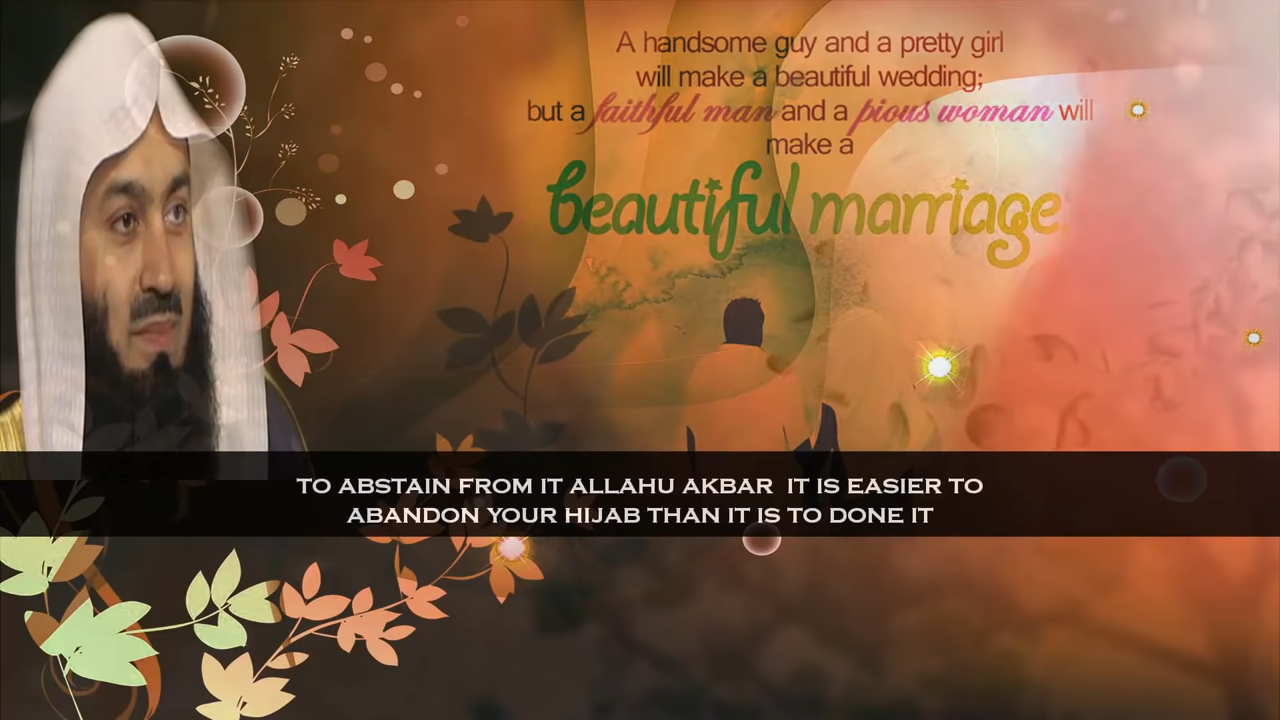 A handsome guy and a pretty girl
will make a beautiful wedding;
but a faithful man and a pious woman will
make a
beautiful marriage
TO ABSTAIN FROM IT ALLAHU AKBAR  IT IS EASIER TO
ABANDON YOUR HIJAB THAN IT IS TO DONE IT